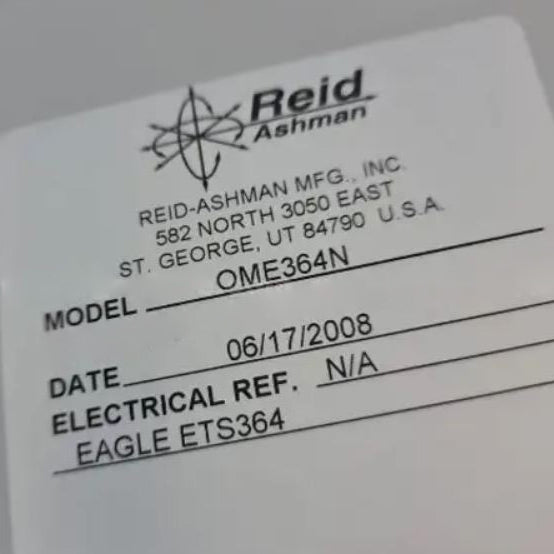 Reid
Ashman
REID-ASHMAN MFG., INC.
582 NORTH 3050 EAST
ST. GEORGE, UT 84790 U.S.A.
MODEL OME364N
DATE 06/17/2008
ELECTRICAL REF. N/A
EAGLE ETS364